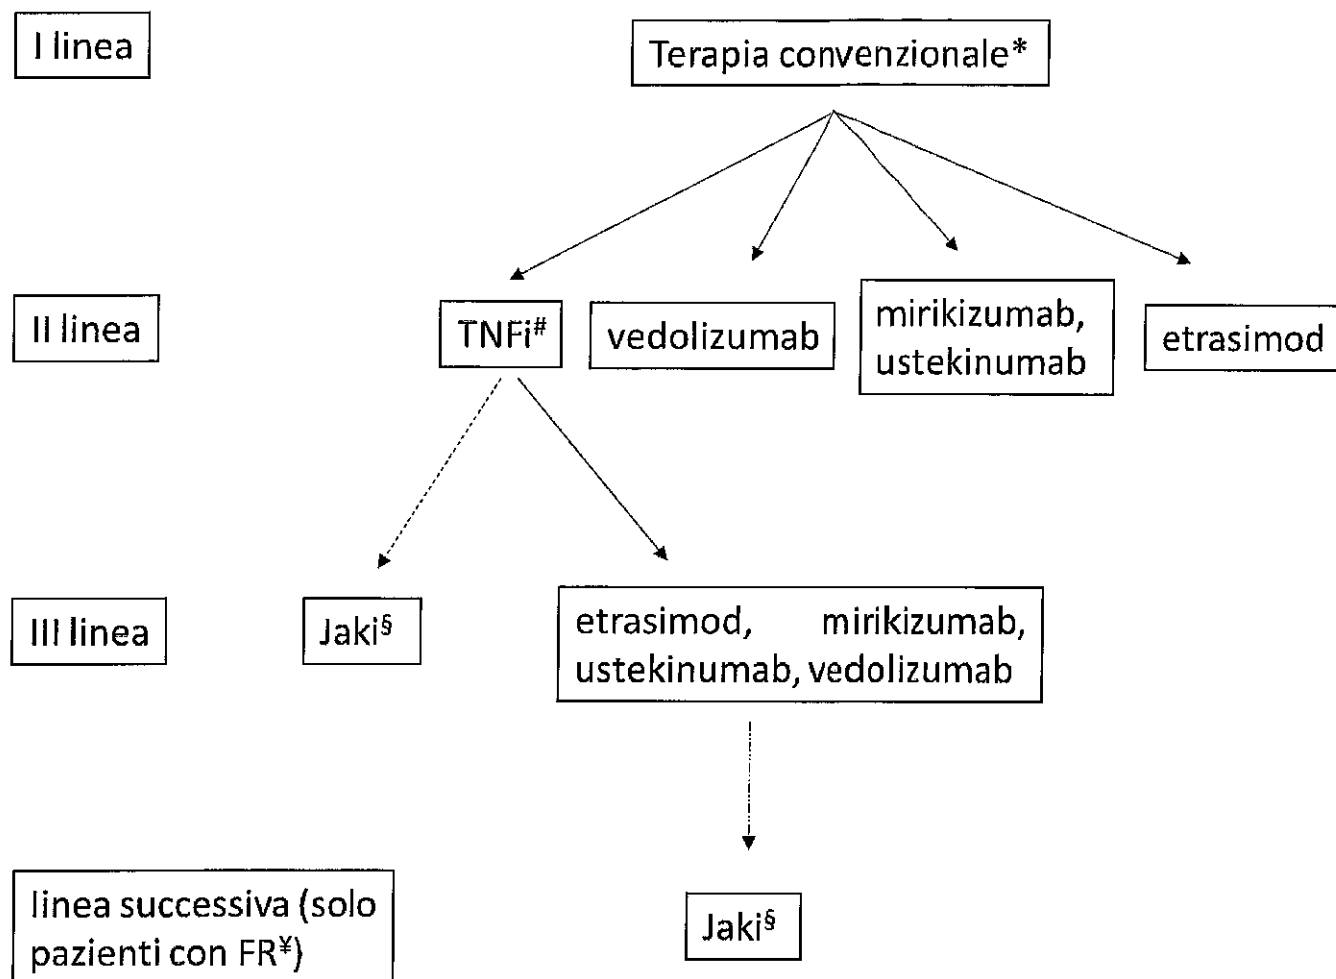 I linea
Terapia convenzionale*
II linea
TNFi#
vedolizumab
mirikizumab,
ustekinumab
etrasimod
III linea
Jaki§
etrasimod, mirikizumab,
ustekinumab, vedolizumab
linea successiva (solo
pazienti con FR¥)
Jaki§